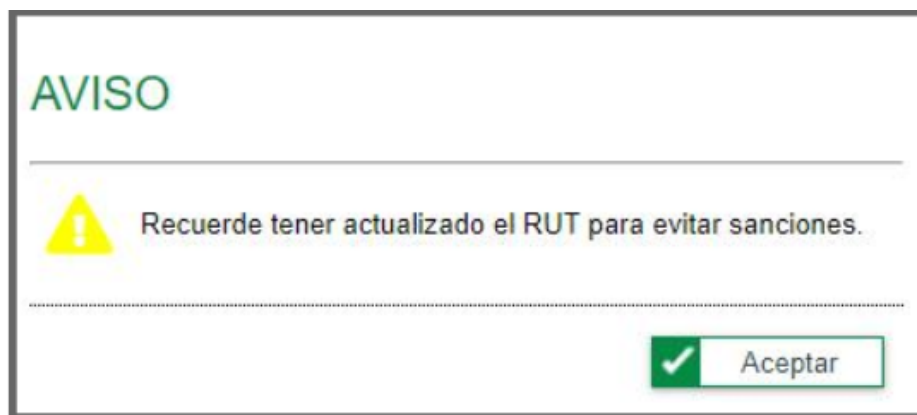 AVISO
Recuerde tener actualizado el RUT para evitar sanciones.
Aceptar